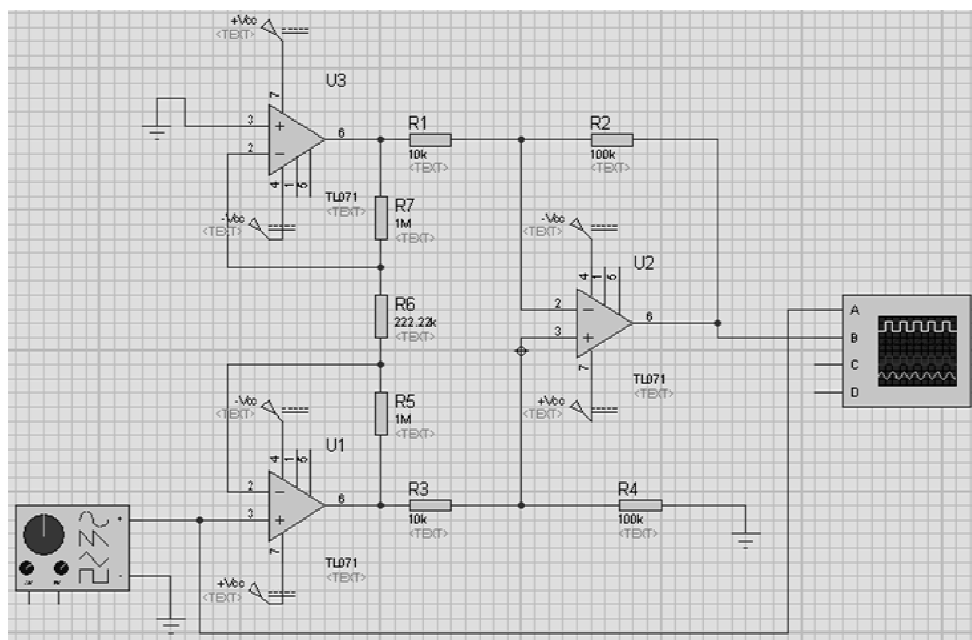 +Vcc
<TEXT>
U3
7
3
+
6
2
−
4
1
5
TL071
<TEXT>
-Vcc
<TEXT>
R1
10k
<TEXT>
R2
100k
<TEXT>
R7
1M
<TEXT>
-Vcc
<TEXT>
U2
4
1
5
2
−
6
3
+
7
TL071
<TEXT>
+Vcc
<TEXT>
R6
222.22k
<TEXT>
A
B
C
D
R5
1M
<TEXT>
-Vcc
<TEXT>
U1
4
1
5
2
−
6
3
+
7
TL071
<TEXT>
+Vcc
<TEXT>
R3
10k
<TEXT>
R4
100k
<TEXT>
+
-